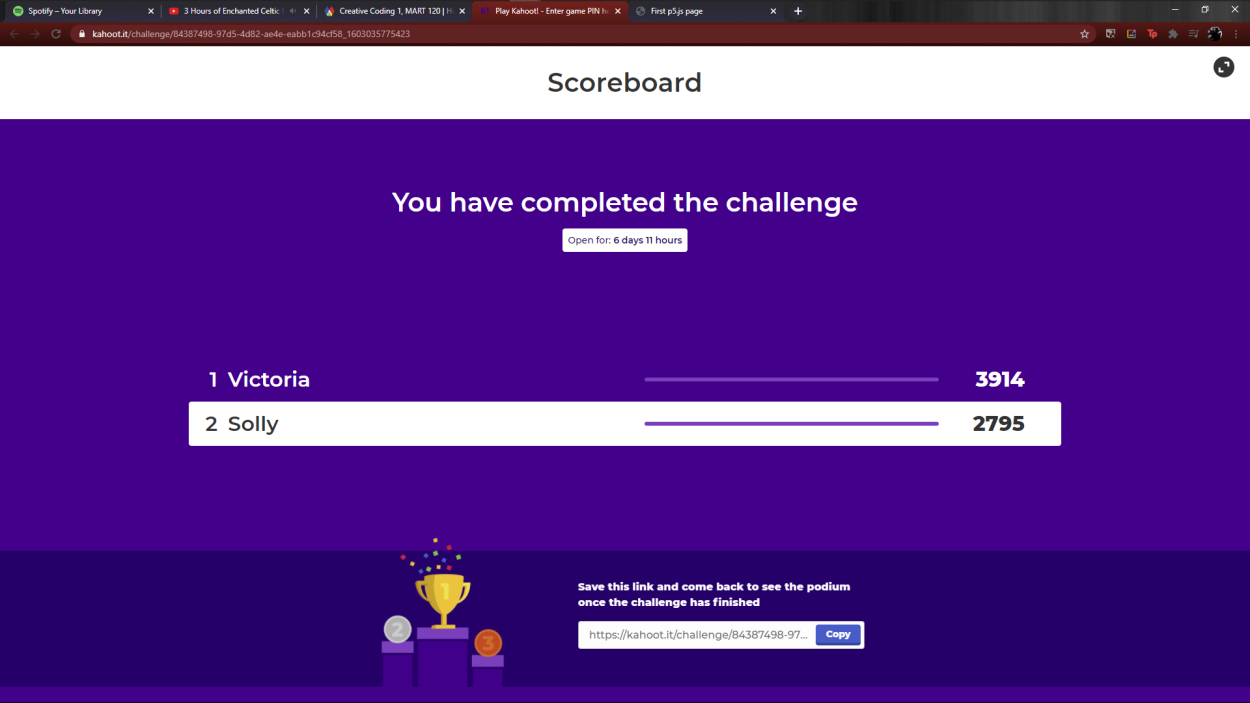 Spotify – Your Library
3 Hours of Enchanted Celtic
Creative Coding 1, MART 120 | H
Play Kahoot! - Enter game PIN he
First p5.js page
kahoot.it/challenge/84387498-97d5-4d82-ae4e-eabb1c94cf58_1603035775423
Scoreboard
You have completed the challenge
Open for: 6 days 11 hours
1 Victoria 3914
2 Solly 2795
1
2
3
Save this link and come back to see the podium
once the challenge has finished
https://kahoot.it/challenge/84387498-97... Copy